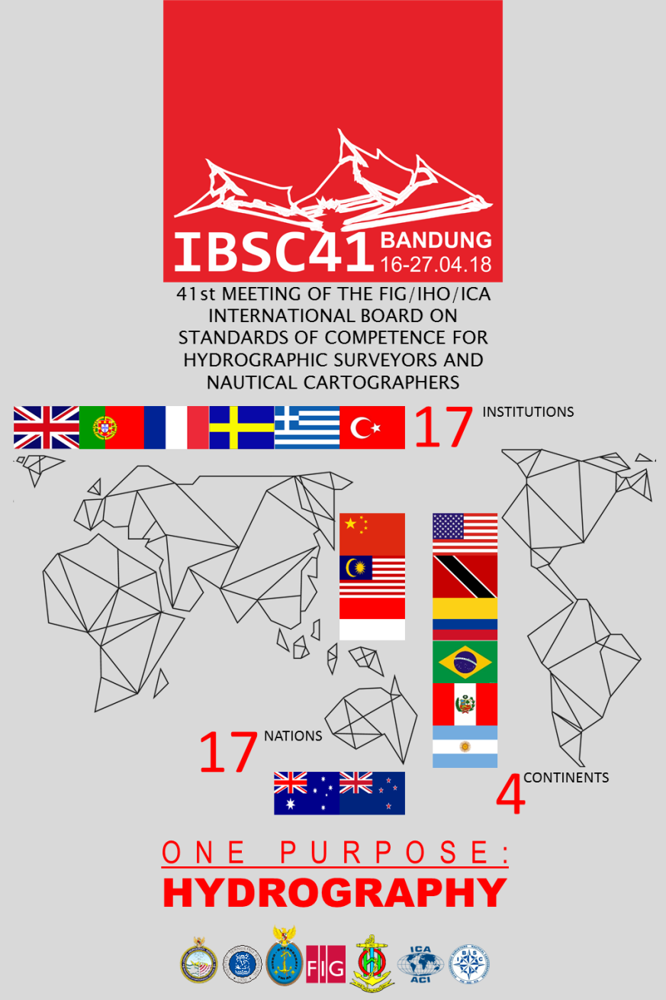 IBSC41 BANDUNG
16-27.04.18
41st MEETING OF THE FIG/IHO/ICA
INTERNATIONAL BOARD ON
STANDARDS OF COMPETENCE FOR
HYDROGRAPHIC SURVEYORS AND
NAUTICAL CARTOGRAPHERS
17 INSTITUTIONS
17 NATIONS
4 CONTINENTS
ONE PURPOSE:
HYDROGRAPHY
FIG
ICA
ACI
IBSC